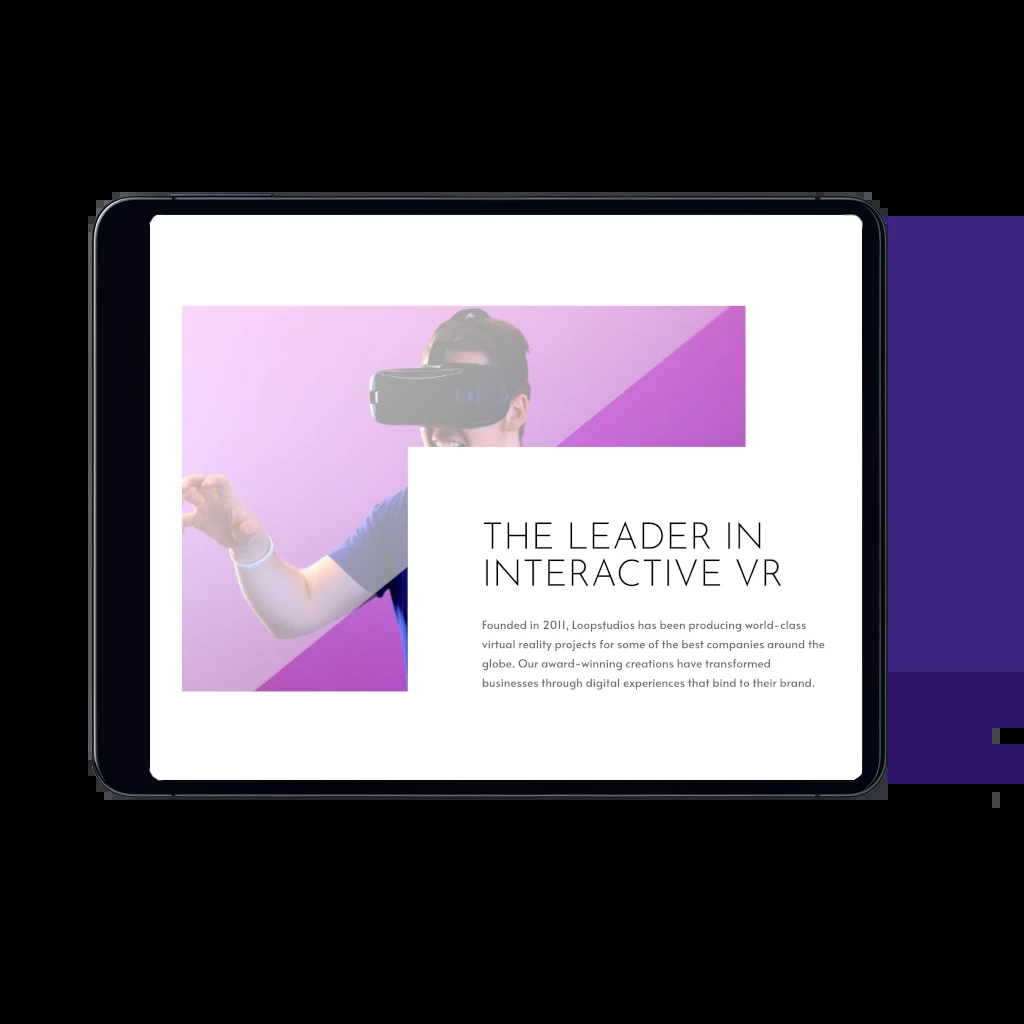 THE LEADER IN
INTERACTIVE VR
Founded in 2011, Loopstudios has been producing world-class
virtual reality projects for some of the best companies around the
globe. Our award-winning creations have transformed
businesses through digital experiences that bind to their brand.